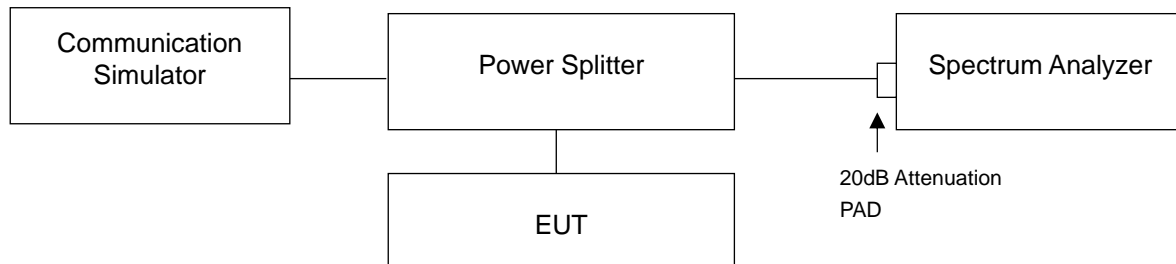 Communication
Simulator
Power Splitter
Spectrum Analyzer
EUT
20dB Attenuation
PAD